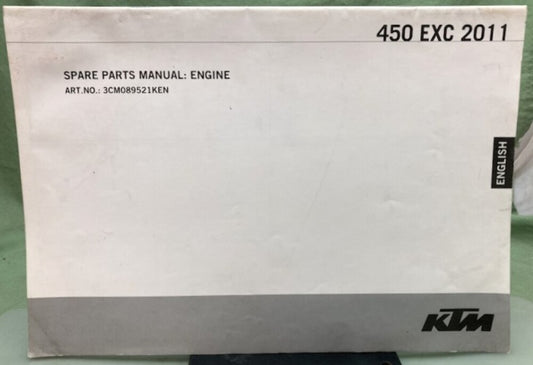 450 EXC 2011
SPARE PARTS MANUAL: ENGINE
ART.NO.: 3CM089521KEN
ENGLISH
KTM